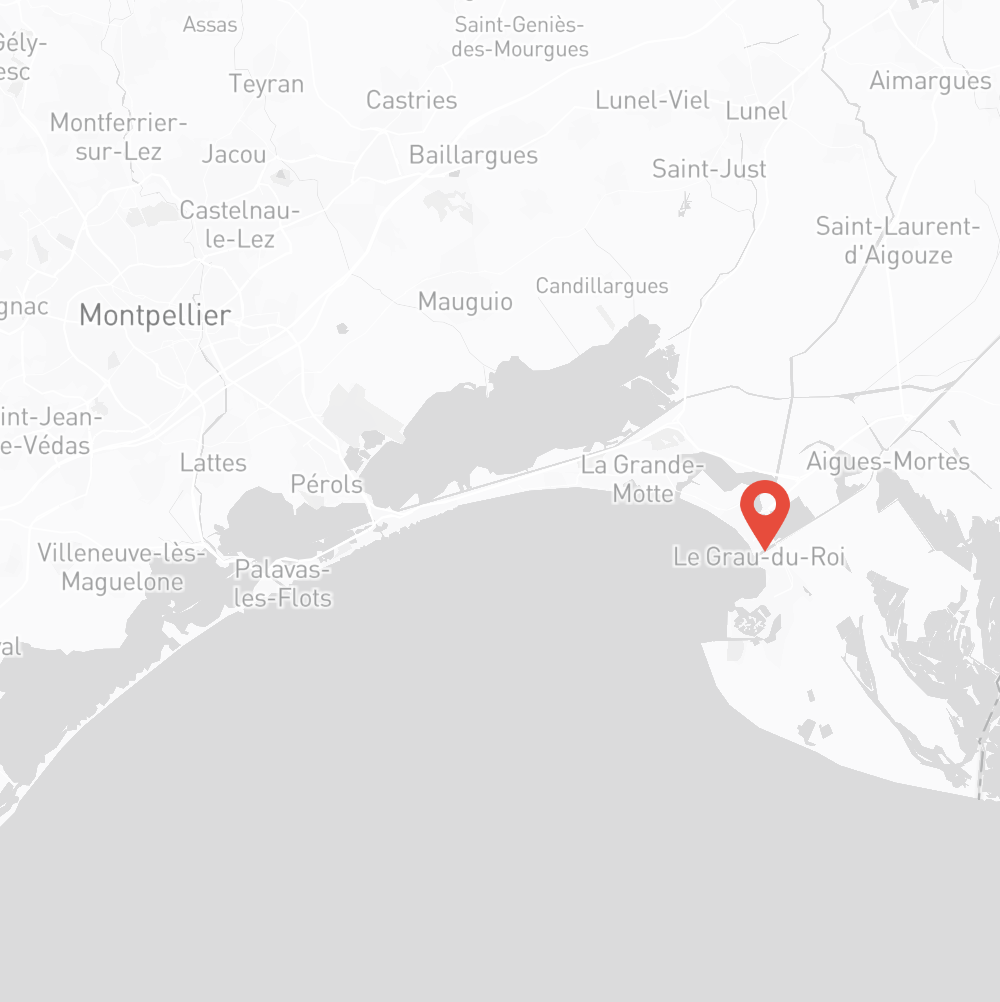 Assas
Saint-Geniès-
des-Mourgues
Gély-
esc
Teyran
Castries
Lunel-Viel
Lunel
Aimargues
Montferrier-
sur-Lez
Jacou
Baillargues
Saint-Just
Castelnau-
le-Lez
Saint-Laurent-
d'Aigouze
gnac
Montpellier
Mauguio
Candillargues
int-Jean-
e-Védas
Lattes
Pérols
La Grande-
Motte
Aigues-Mortes
Villeneuve-lès-
Maguelone
Palavas-
les-Flots
Le Grau-du-Roi
val